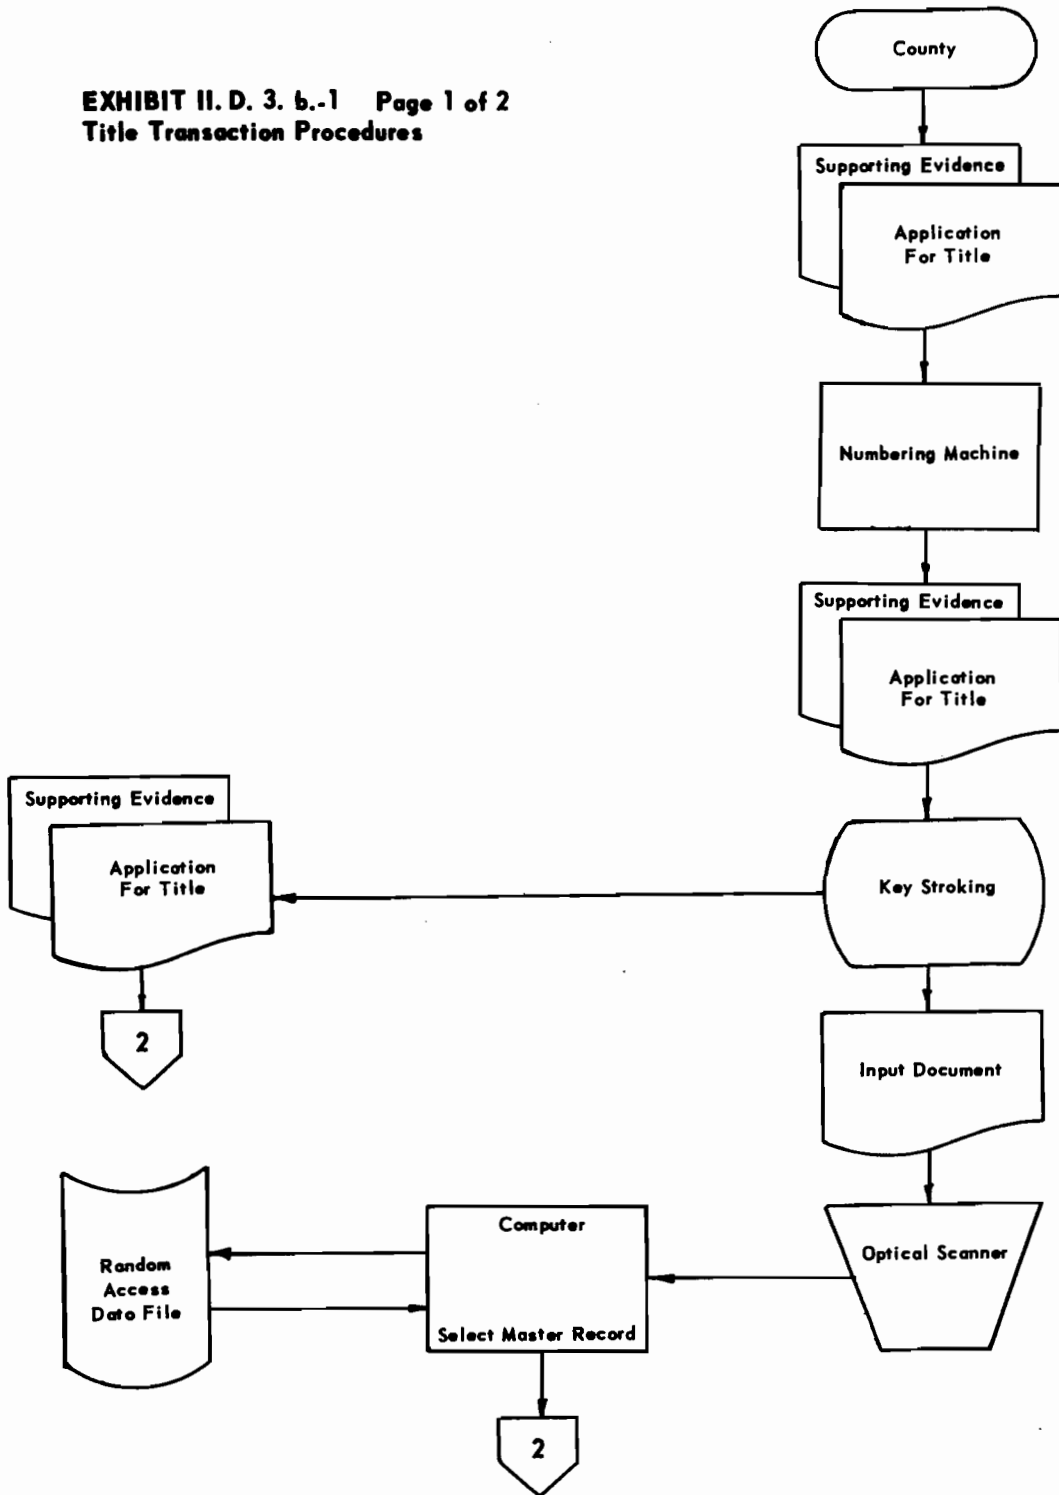 EXHIBIT II. D. 3. b.-1 Page 1 of 2
Title Transaction Procedures
County
Supporting Evidence
Application
For Title
Numbering Machine
Supporting Evidence
Application
For Title
Key Stroking
Supporting Evidence
Application
For Title
2
Input Document
Optical Scanner
Computer
Select Master Record
Random
Access
Data File
2